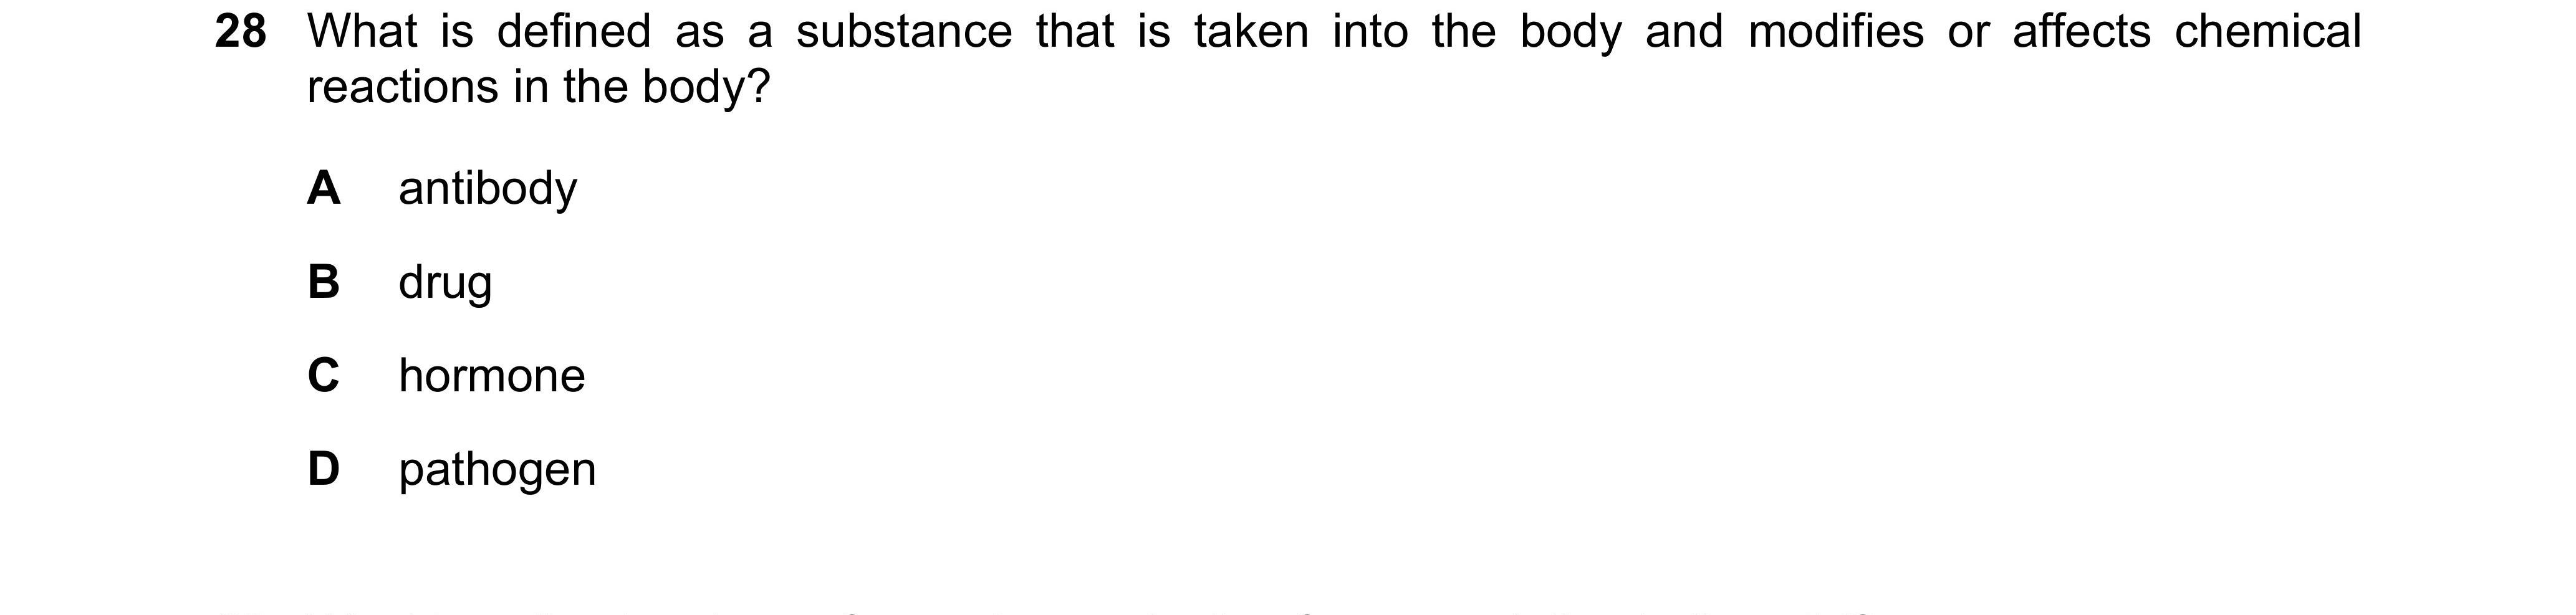 28 What is defined as a substance that is taken into the body and modifies or affects chemical
reactions in the body?
A antibody
B drug
C hormone
D pathogen